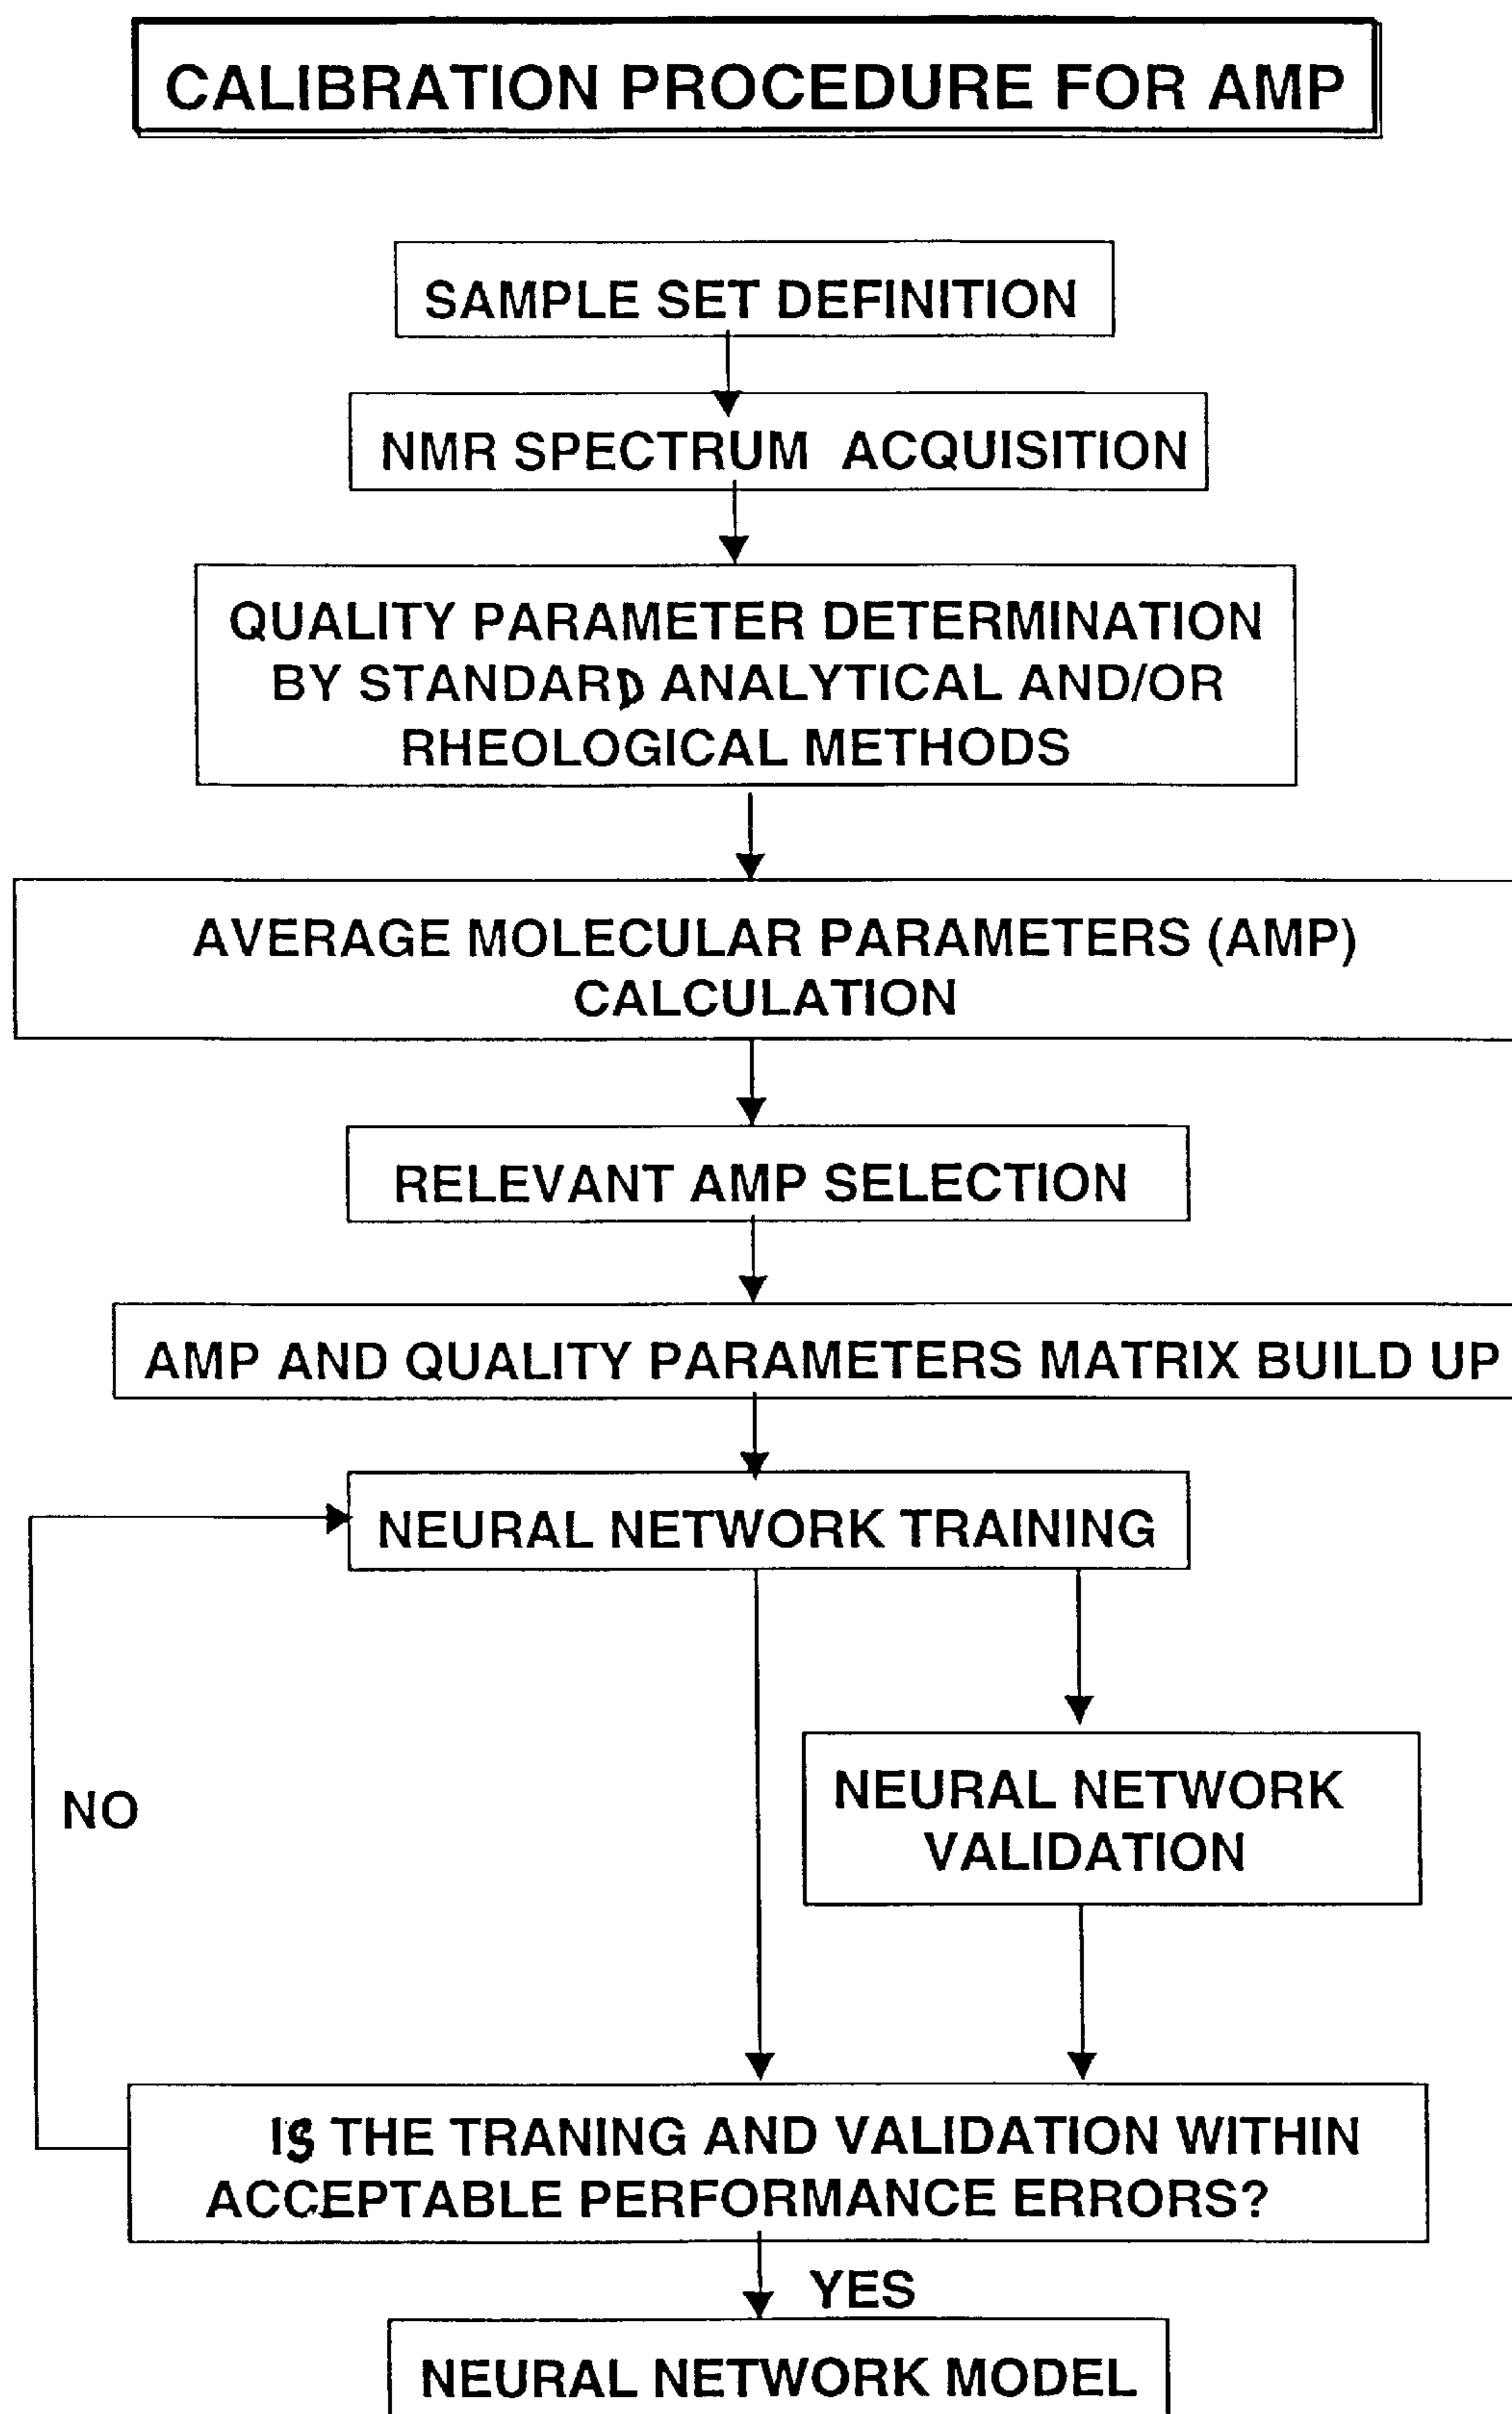 CALIBRATION PROCEDURE FOR AMP
SAMPLE SET DEFINITION
NMR SPECTRUM ACQUISITION
QUALITY PARAMETER DETERMINATION
BY STANDARD ANALYTICAL AND/OR
RHEOLOGICAL METHODS
AVERAGE MOLECULAR PARAMETERS (AMP)
CALCULATION
RELEVANT AMP SELECTION
AMP AND QUALITY PARAMETERS MATRIX BUILD UP
NEURAL NETWORK TRAINING
NEURAL NETWORK
VALIDATION
NO
IS THE TRANING AND VALIDATION WITHIN
ACCEPTABLE PERFORMANCE ERRORS?
YES
NEURAL NETWORK MODEL